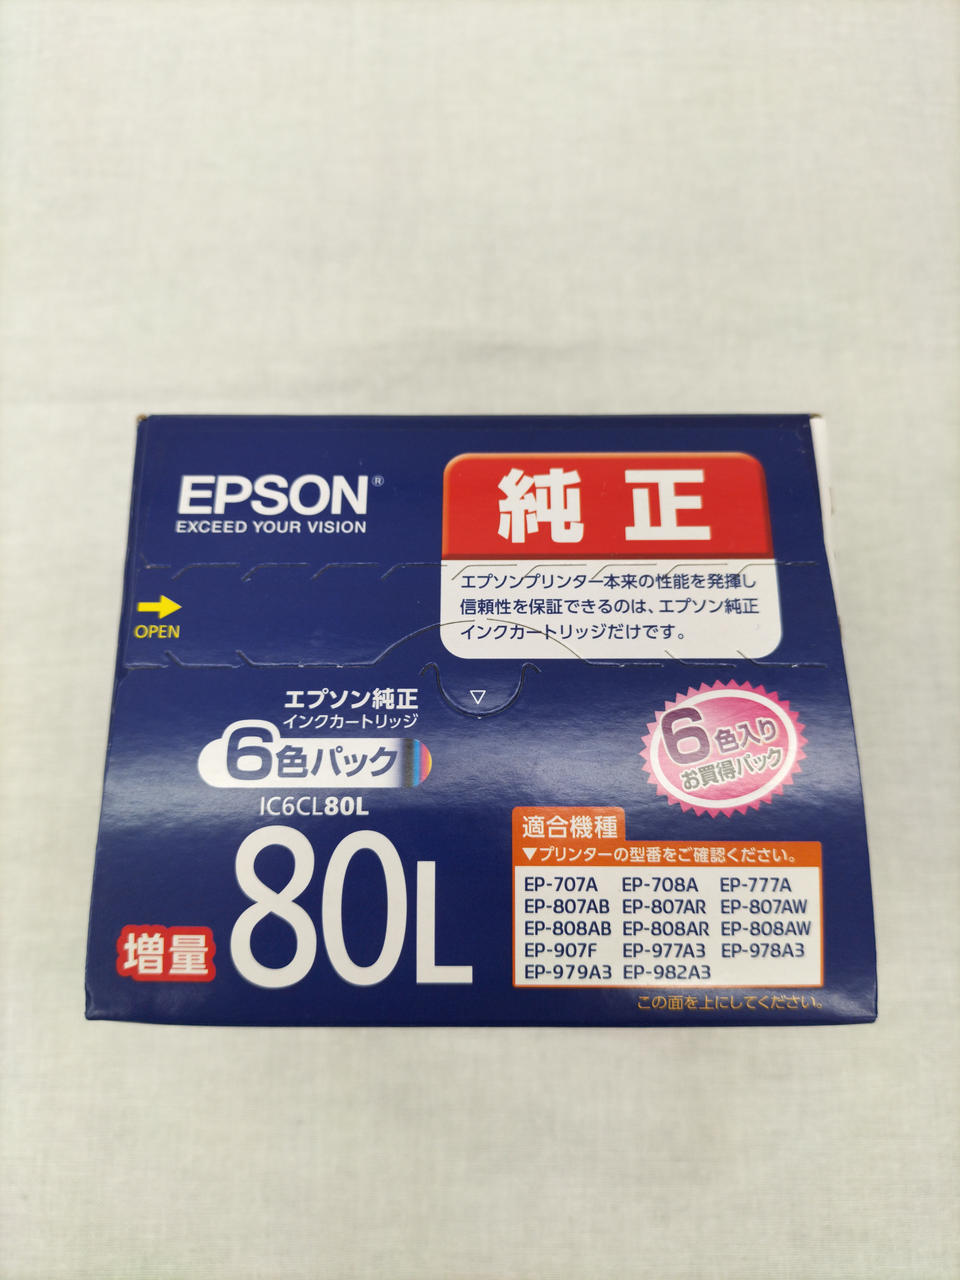 EPSON®
EXCEED YOUR VISION
純正
エプソンプリンター本来の性能を発揮し
信頼性を保証できるのは、エプソン純正
インクカートリッジだけです。
OPEN
エプソン純正
インクカートリッジ
6色パック
IC6CL80L
80L
増量
6色入り
お買得パック
適合機種
▼プリンターの型番をご確認ください。
EP-707A EP-708A EP-777A
EP-807AB EP-807AR EP-807AW
EP-808AB EP-808AR EP-808AW
EP-907F EP-977A3 EP-978A3
EP-979A3 EP-982A3
この面を上にしてください。